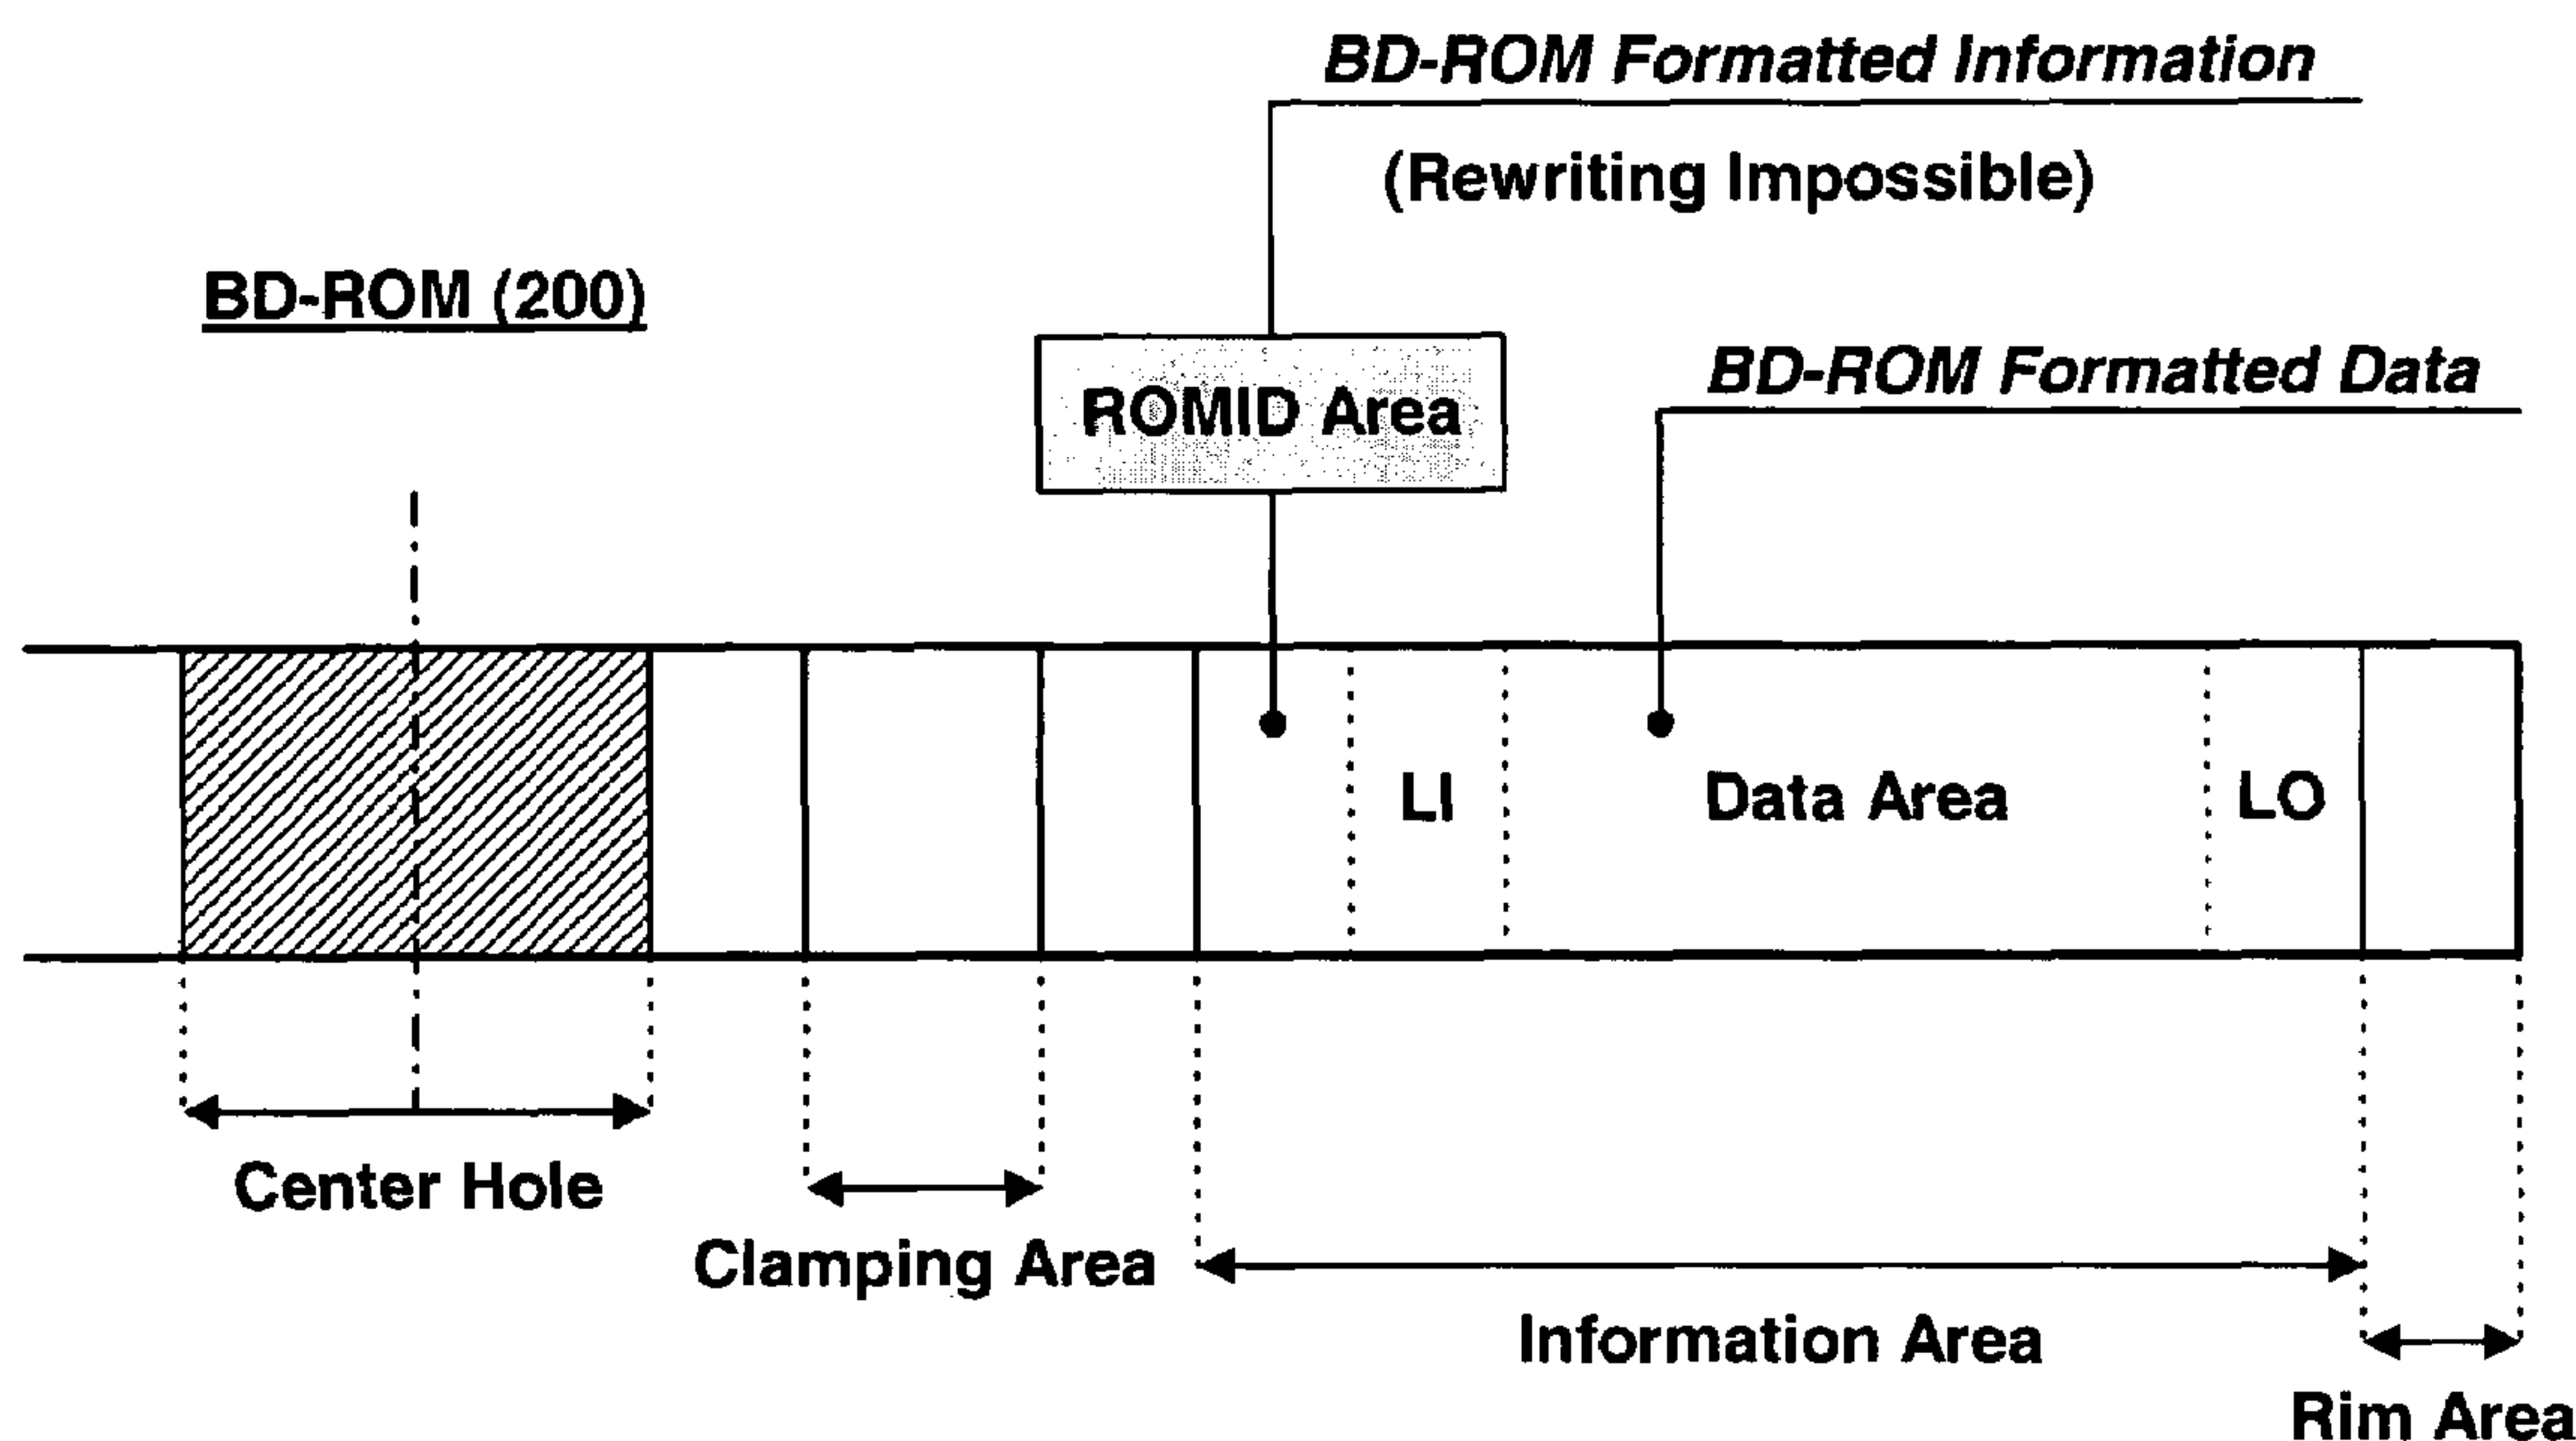 BD-ROM Formatted Information
(Rewriting Impossible)
BD-ROM (200)
ROMID Area
BD-ROM Formatted Data
LI
Data Area
LO
Center Hole
Clamping Area
Information Area
Rim Area